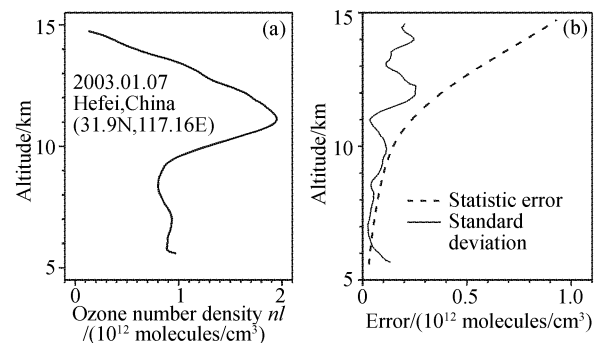 (a)
15
10
5
Altitude/km
2003.01.07
Hefei,China
(31.9N,117.16E)
0
1
2
Ozone number density nl
/(10¹² molecules/cm³)
(b)
15
10
5
Altitude/km
Statistic error
Standard
deviation
0
0.5
1.0
Error/(10¹² molecules/cm³)